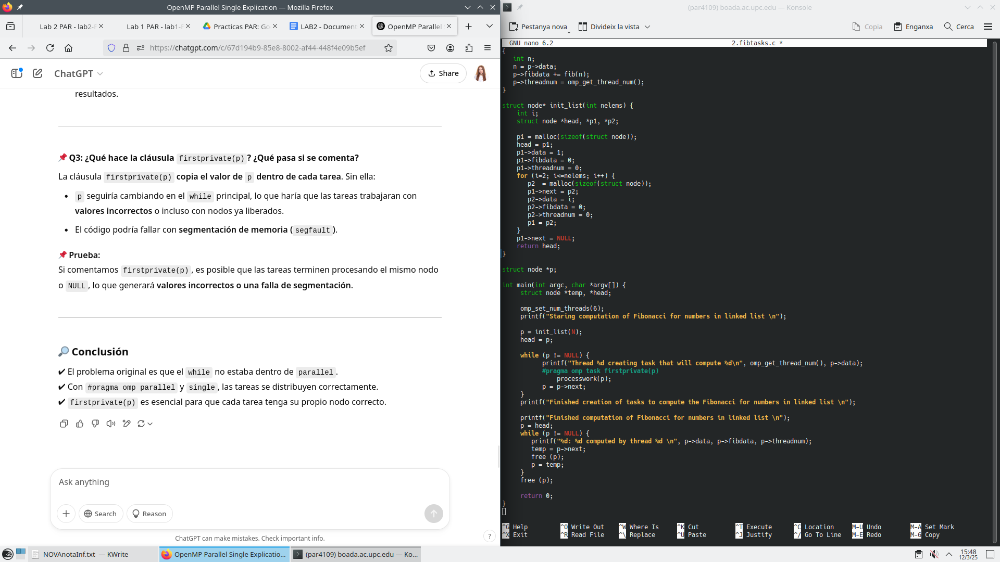 OpenMP Parallel Single Explication — Mozilla Firefox
Lab 2 PAR - lab2-P
Lab 1 PAR - lab1-P
Practicas PAR: Go
LAB2 - Document
OpenMP Parallel
https://chatgpt.com/c/67d194b9-85e8-8002-af44-448f4e09b5ef
ChatGPT
Share
resultados.
Q3: ¿Qué hace la cláusula firstprivate(p)? ¿Qué pasa si se comenta?
La cláusula firstprivate(p) copia el valor de p dentro de cada tarea. Sin ella:
• p seguiría cambiando en el while principal, lo que haría que las tareas trabajaran con
valores incorrectos o incluso con nodos ya liberados.
• El código podría fallar con segmentación de memoria (segfault).
Prueba:
Si comentamos firstprivate(p), es posible que las tareas terminen procesando el mismo nodo
o NULL, lo que generará valores incorrectos o una falla de segmentación.
Conclusión
✔ El problema original es que el while no estaba dentro de parallel.
✔ Con #pragma omp parallel y single, las tareas se distribuyen correctamente.
✔ firstprivate(p) es esencial para que cada tarea tenga su propio nodo correcto.
Ask anything
Search
Reason
ChatGPT can make mistakes. Check important info.
?
(par4109) boada.ac.upc.edu — Konsole
Pestanya nova
Divideix la vista
Copia
Enganxa
Cerca
GNU nano 6.2 2.fibtasks.c *
{
int n;
n = p->data;
p->fibdata += fib(n);
p->threadnum = omp_get_thread_num();
}
struct node* init_list(int nelems) {
int i;
struct node *head, *p1, *p2;
p1 = malloc(sizeof(struct node));
head = p1;
p1->data = 1;
p1->fibdata = 0;
p1->threadnum = 0;
for (i=2; i<=nelems; i++) {
p2  = malloc(sizeof(struct node));
p1->next = p2;
p2->data = i;
p2->fibdata = 0;
p2->threadnum = 0;
p1 = p2;
}
p1->next = NULL;
return head;
}
struct node *p;
int main(int argc, char *argv[]) {
struct node *temp, *head;
omp_set_num_threads(6);
printf("Staring computation of Fibonacci for numbers in linked list \n");
p = init_list(N);
head = p;
while (p != NULL) {
printf("Thread %d creating task that will compute %d\n", omp_get_thread_num(), p->data);
#pragma omp task firstprivate(p)
processwork(p);
p = p->next;
}
printf("Finished creation of tasks to compute the Fibonacci for numbers in linked list \n");
printf("Finished computation of Fibonacci for numbers in linked list \n");
p = head;
while (p != NULL) {
printf("%d: %d computed by thread %d \n", p->data, p->fibdata, p->threadnum);
temp = p->next;
free (p);
p = temp;
}
free (p);
return 0;
}
^G Help ^O Write Out ^W Where Is ^K Cut ^T Execute ^C Location M-U Undo M-A Set Mark
^X Exit ^R Read File ^\ Replace ^U Paste ^J Justify ^/ Go To Line M-E Redo M-6 Copy
NOVAnotaInf.txt — KWrite
OpenMP Parallel Single Explicatio...
(par4109) boada.ac.upc.edu — Ko...
15:48
12/3/25